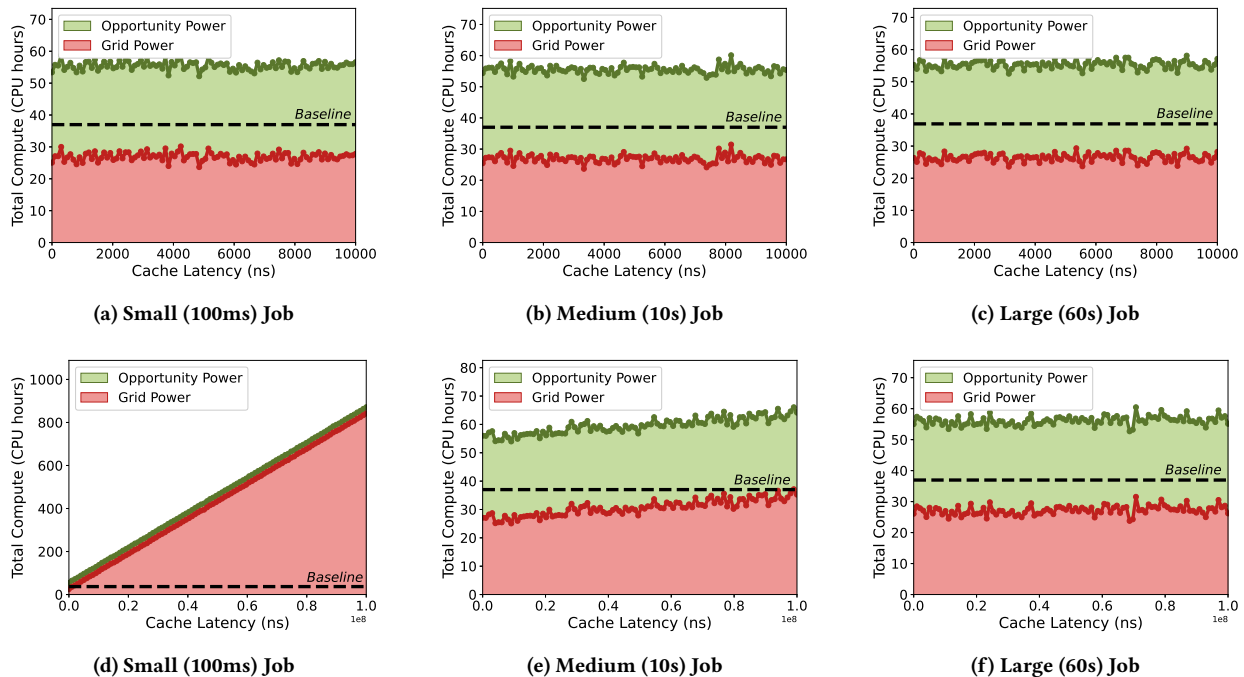 Total Compute (CPU hours)
70
60
50
40
30
20
10
0
Opportunity Power
Grid Power
Baseline
0 2000 4000 6000 8000 10000
Cache Latency (ns)
(a) Small (100ms) Job
Total Compute (CPU hours)
70
60
50
40
30
20
10
0
Opportunity Power
Grid Power
Baseline
0 2000 4000 6000 8000 10000
Cache Latency (ns)
(b) Medium (10s) Job
Total Compute (CPU hours)
70
60
50
40
30
20
10
0
Opportunity Power
Grid Power
Baseline
0 2000 4000 6000 8000 10000
Cache Latency (ns)
(c) Large (60s) Job
Total Compute (CPU hours)
1000
800
600
400
200
0
Opportunity Power
Grid Power
Baseline
0.0 0.2 0.4 0.6 0.8 1.0
Cache Latency (ns)
1e8
(d) Small (100ms) Job
Total Compute (CPU hours)
80
70
60
50
40
30
20
10
0
Opportunity Power
Grid Power
Baseline
0.0 0.2 0.4 0.6 0.8 1.0
Cache Latency (ns)
1e8
(e) Medium (10s) Job
Total Compute (CPU hours)
70
60
50
40
30
20
10
0
Opportunity Power
Grid Power
Baseline
0.0 0.2 0.4 0.6 0.8 1.0
Cache Latency (ns)
1e8
(f) Large (60s) Job